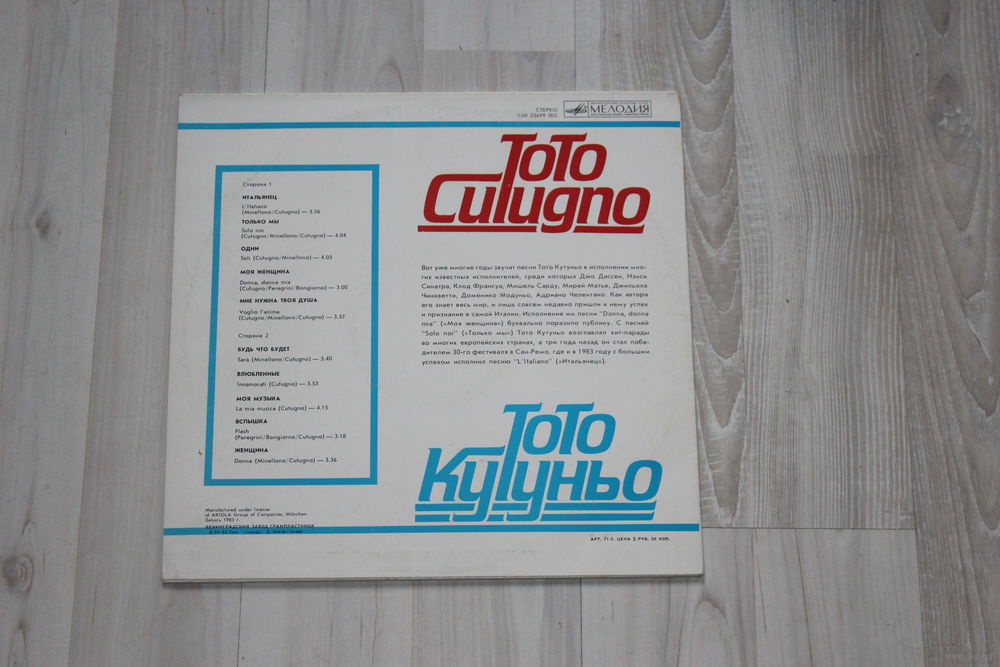 СТЕРЕО
С60 22699 003
МЕЛОДИЯ
Toto
Cutugno
Сторона 1
ИТАЛЬЯНЕЦ
L'Italiano
(Minellono/Cutugno) — 3.56
ТОЛЬКО МЫ
Solo noi
(Cutugno/Minellono/Cutugno) — 4.04
ОДНИ
Soli (Cutugno/Minellono) — 4.03
МОЯ ЖЕНЩИНА
Donna, donna mia
(Cutugno/Peregrini/Bongiorno) — 3.00
МНЕ НУЖНА ТВОЯ ДУША
Voglio l'anima
(Cutugno/Minellono/Cutugno) — 3.37
Сторона 2
БУДЬ ЧТО БУДЕТ
Sarà (Minellono/Cutugno) — 3.40
ВЛЮБЛЕННЫЕ
Innamorati (Cutugno) — 3.53
МОЯ МУЗЫКА
La mia musica (Cutugno) — 4.15
ВСПЫШКА
Flash
(Peregrini/Bongiorno/Cutugno) — 3.18
ЖЕНЩИНА
Donna (Minellono/Cutugno) — 3.36
Вот уже многие годы звучат песни Тото Кутуньо в исполнении мно-
гих известных исполнителей, среди которых Джо Дассен, Нэнси
Синатра, Клод Франсуа, Мишель Сарду, Мирей Матье, Джильола
Чинкветти, Доменико Модуньо, Адриано Челентано. Как автора
его знает весь мир, и лишь совсем недавно пришли к нему успех
и признание в самой Италии. Исполнение им песни "Donna, donna
mia" («Моя женщина») буквально поразило публику. С песней
"Solo noi" («Только мы») Тото Кутуньо возглавлял хит-парады
во многих европейских странах, а три года назад он стал побе-
дителем 30-го фестиваля в Сан-Ремо, где и в 1983 году с большим
успехом исполнил песню "L'Italiano" («Итальянец»).
Тото
Кутуньо
Manufactured under license
of ARIOLA Group of Companies, München
Запись 1983 г.
ЛЕНИНГРАДСКИЙ ЗАВОД ГРАМПЛАСТИНОК
АРТ. 11-5. ЦЕНА 3 РУБ. 50 КОП.